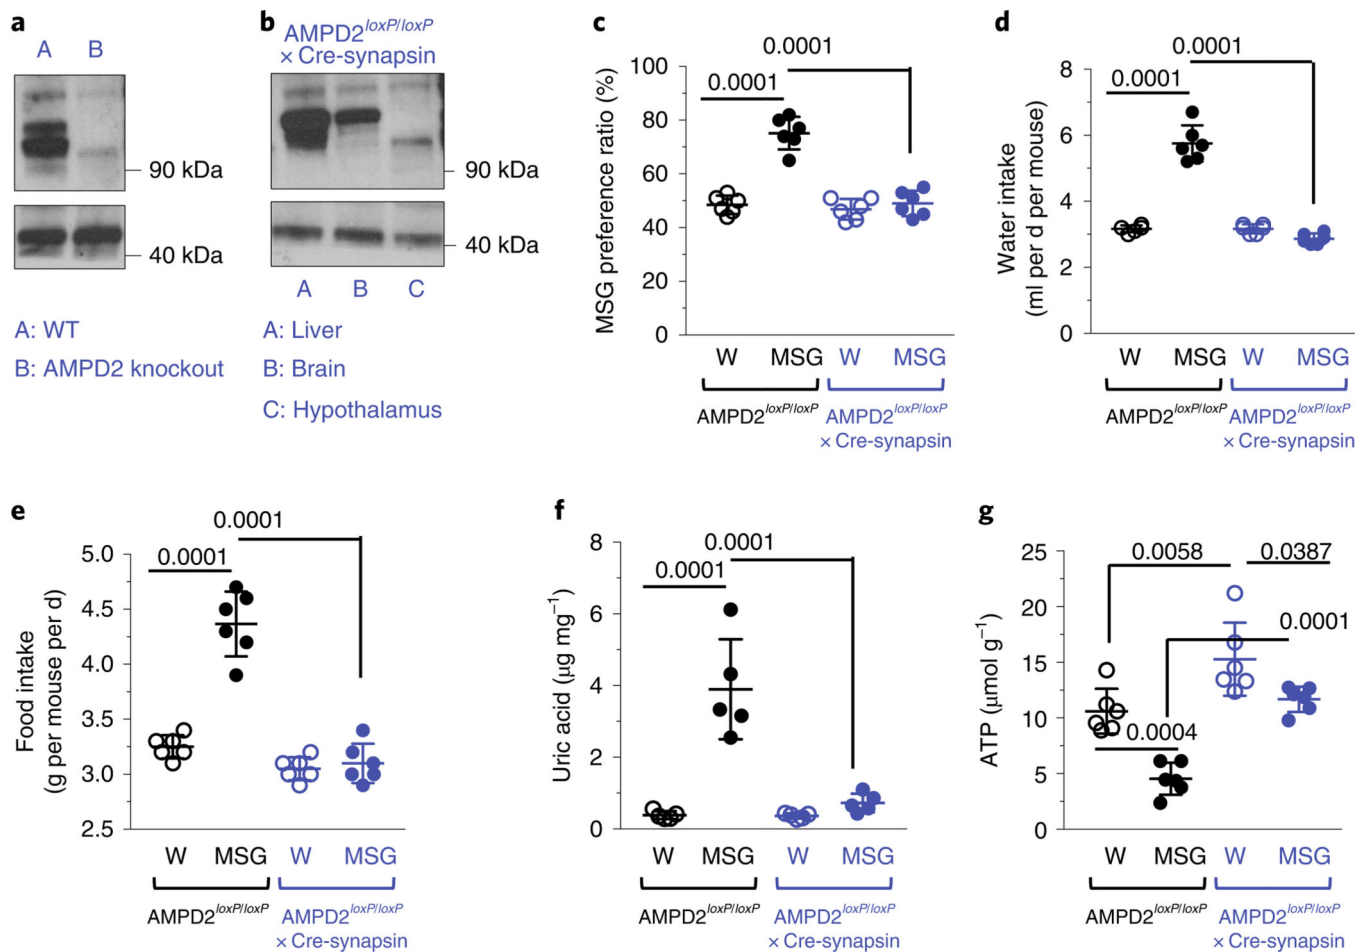 a
A B
90 kDa
40 kDa
A: WT
B: AMPD2 knockout
b
AMPD2loxP/loxP
× Cre-synapsin
90 kDa
40 kDa
A B C
A: Liver
B: Brain
C: Hypothalamus
c
MSG preference ratio (%)
100
80
60
40
20
0
0.0001
0.0001
W MSG W MSG
AMPD2loxP/loxP
AMPD2loxP/loxP
× Cre-synapsin
d
Water intake
(ml per d per mouse)
8
6
4
2
0
0.0001
0.0001
W MSG W MSG
AMPD2loxP/loxP
AMPD2loxP/loxP
× Cre-synapsin
e
Food intake
(g per mouse per d)
5.0
4.5
4.0
3.5
3.0
2.5
0.0001
0.0001
W MSG W MSG
AMPD2loxP/loxP
AMPD2loxP/loxP
× Cre-synapsin
f
Uric acid (µg mg−1)
8
6
4
2
0
0.0001
0.0001
W MSG W MSG
AMPD2loxP/loxP
AMPD2loxP/loxP
× Cre-synapsin
g
ATP (µmol g−1)
25
20
15
10
5
0
0.0058
0.0387
0.0001
0.0004
W MSG W MSG
AMPD2loxP/loxP
AMPD2loxP/loxP
× Cre-synapsin